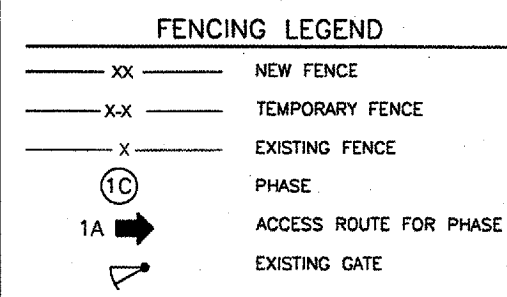 FENCING LEGEND
XX NEW FENCE
X-X TEMPORARY FENCE
X EXISTING FENCE
1C PHASE
1A ACCESS ROUTE FOR PHASE
EXISTING GATE